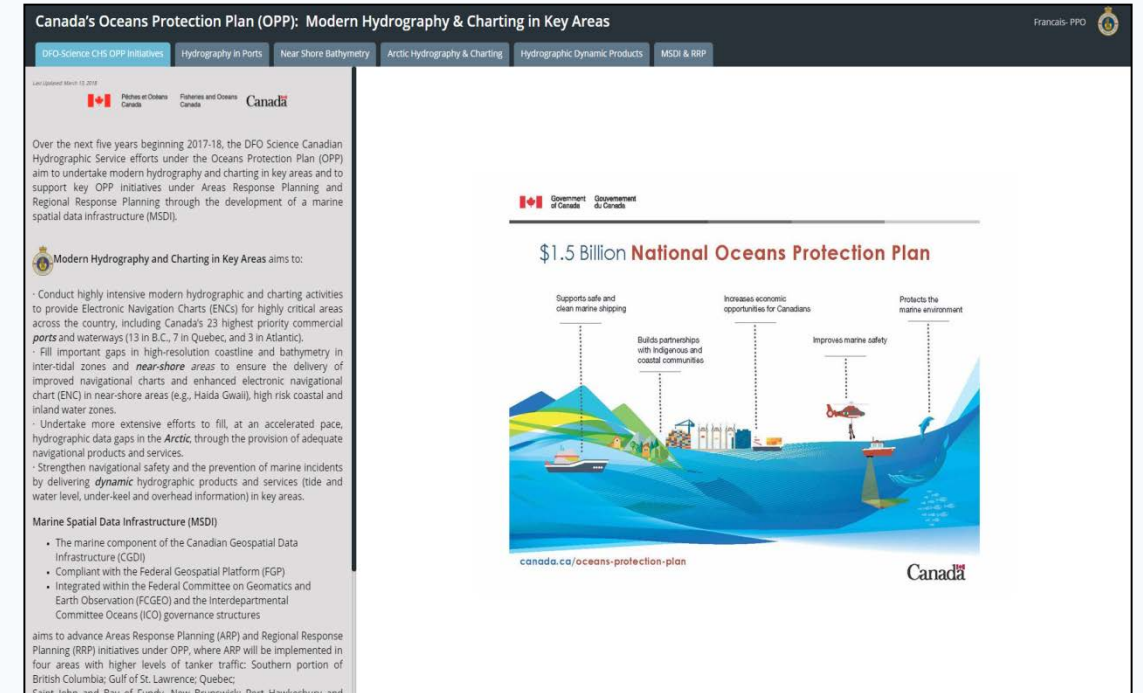 Canada's Oceans Protection Plan (OPP): Modern Hydrography & Charting in Key Areas
Francais- PPO
DFO-Science CHS OPP Initiatives
Hydrography in Ports
Near Shore Bathymetry
Arctic Hydrography & Charting
Hydrographic Dynamic Products
MSDI & RRP
Last Updated: March 13, 2018
Pêches et Océans
Canada
Fisheries and Oceans
Canada
Canada
Over the next five years beginning 2017-18, the DFO Science Canadian
Hydrographic Service efforts under the Oceans Protection Plan (OPP)
aim to undertake modern hydrography and charting in key areas and to
support key OPP initiatives under Areas Response Planning and
Regional Response Planning through the development of a marine
spatial data infrastructure (MSDI).
Modern Hydrography and Charting in Key Areas aims to:
· Conduct highly intensive modern hydrographic and charting activities
to provide Electronic Navigation Charts (ENCs) for highly critical areas
across the country, including Canada's 23 highest priority commercial
ports and waterways (13 in B.C., 7 in Quebec, and 3 in Atlantic).
· Fill important gaps in high-resolution coastline and bathymetry in
inter-tidal zones and near-shore areas to ensure the delivery of
improved navigational charts and enhanced electronic navigational
chart (ENC) in near-shore areas (e.g., Haida Gwaii), high risk coastal and
inland water zones.
· Undertake more extensive efforts to fill, at an accelerated pace,
hydrographic data gaps in the Arctic, through the provision of adequate
navigational products and services.
· Strengthen navigational safety and the prevention of marine incidents
by delivering dynamic hydrographic products and services (tide and
water level, under-keel and overhead information) in key areas.
Marine Spatial Data Infrastructure (MSDI)
• The marine component of the Canadian Geospatial Data
Infrastructure (CGDI)
• Compliant with the Federal Geospatial Platform (FGP)
• Integrated within the Federal Committee on Geomatics and
Earth Observation (FCGEO) and the Interdepartmental
Committee Oceans (ICO) governance structures
aims to advance Areas Response Planning (ARP) and Regional Response
Planning (RRP) initiatives under OPP, where ARP will be implemented in
four areas with higher levels of tanker traffic: Southern portion of
British Columbia; Gulf of St. Lawrence; Quebec;
Saint John and Bay of Fundy, New Brunswick; Port Hawkesbury and
Government
of Canada
Gouvernement
du Canada
$1.5 Billion National Oceans Protection Plan
Supports safe and
clean marine shipping
Builds partnerships
with Indigenous and
coastal communities
Increases economic
opportunities for Canadians
Improves marine safety
Protects the
marine environment
canada.ca/oceans-protection-plan
Canada